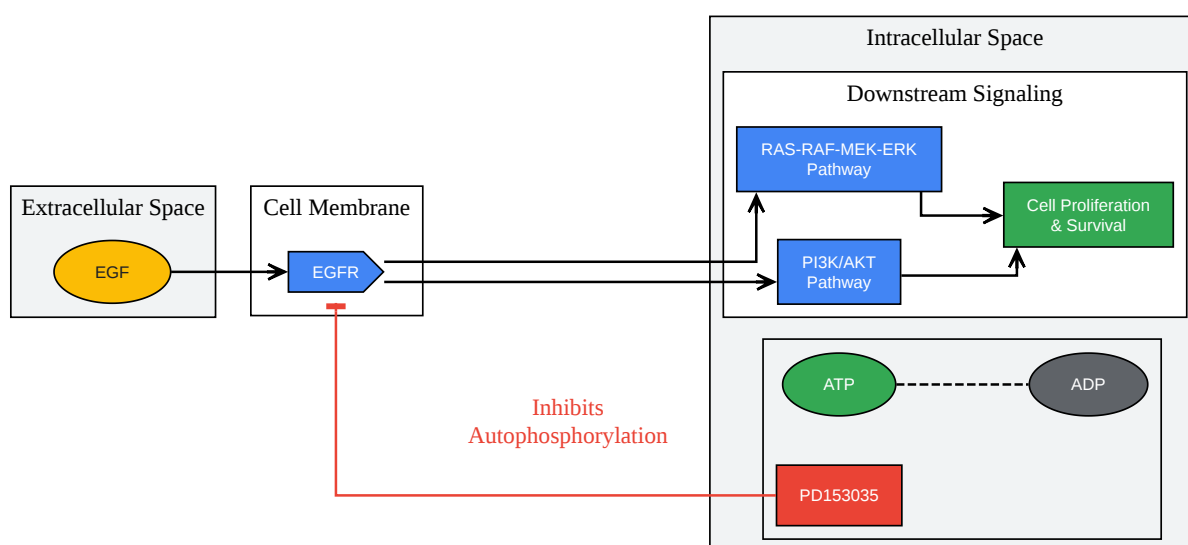 Intracellular Space
Downstream Signaling
RAS-RAF-MEK-ERK
Pathway
Extracellular Space
Cell Membrane
Cell Proliferation
& Survival
EGF
EGFR
PI3K/AKT
Pathway
ATP
ADP
Inhibits
Autophosphorylation
PD153035